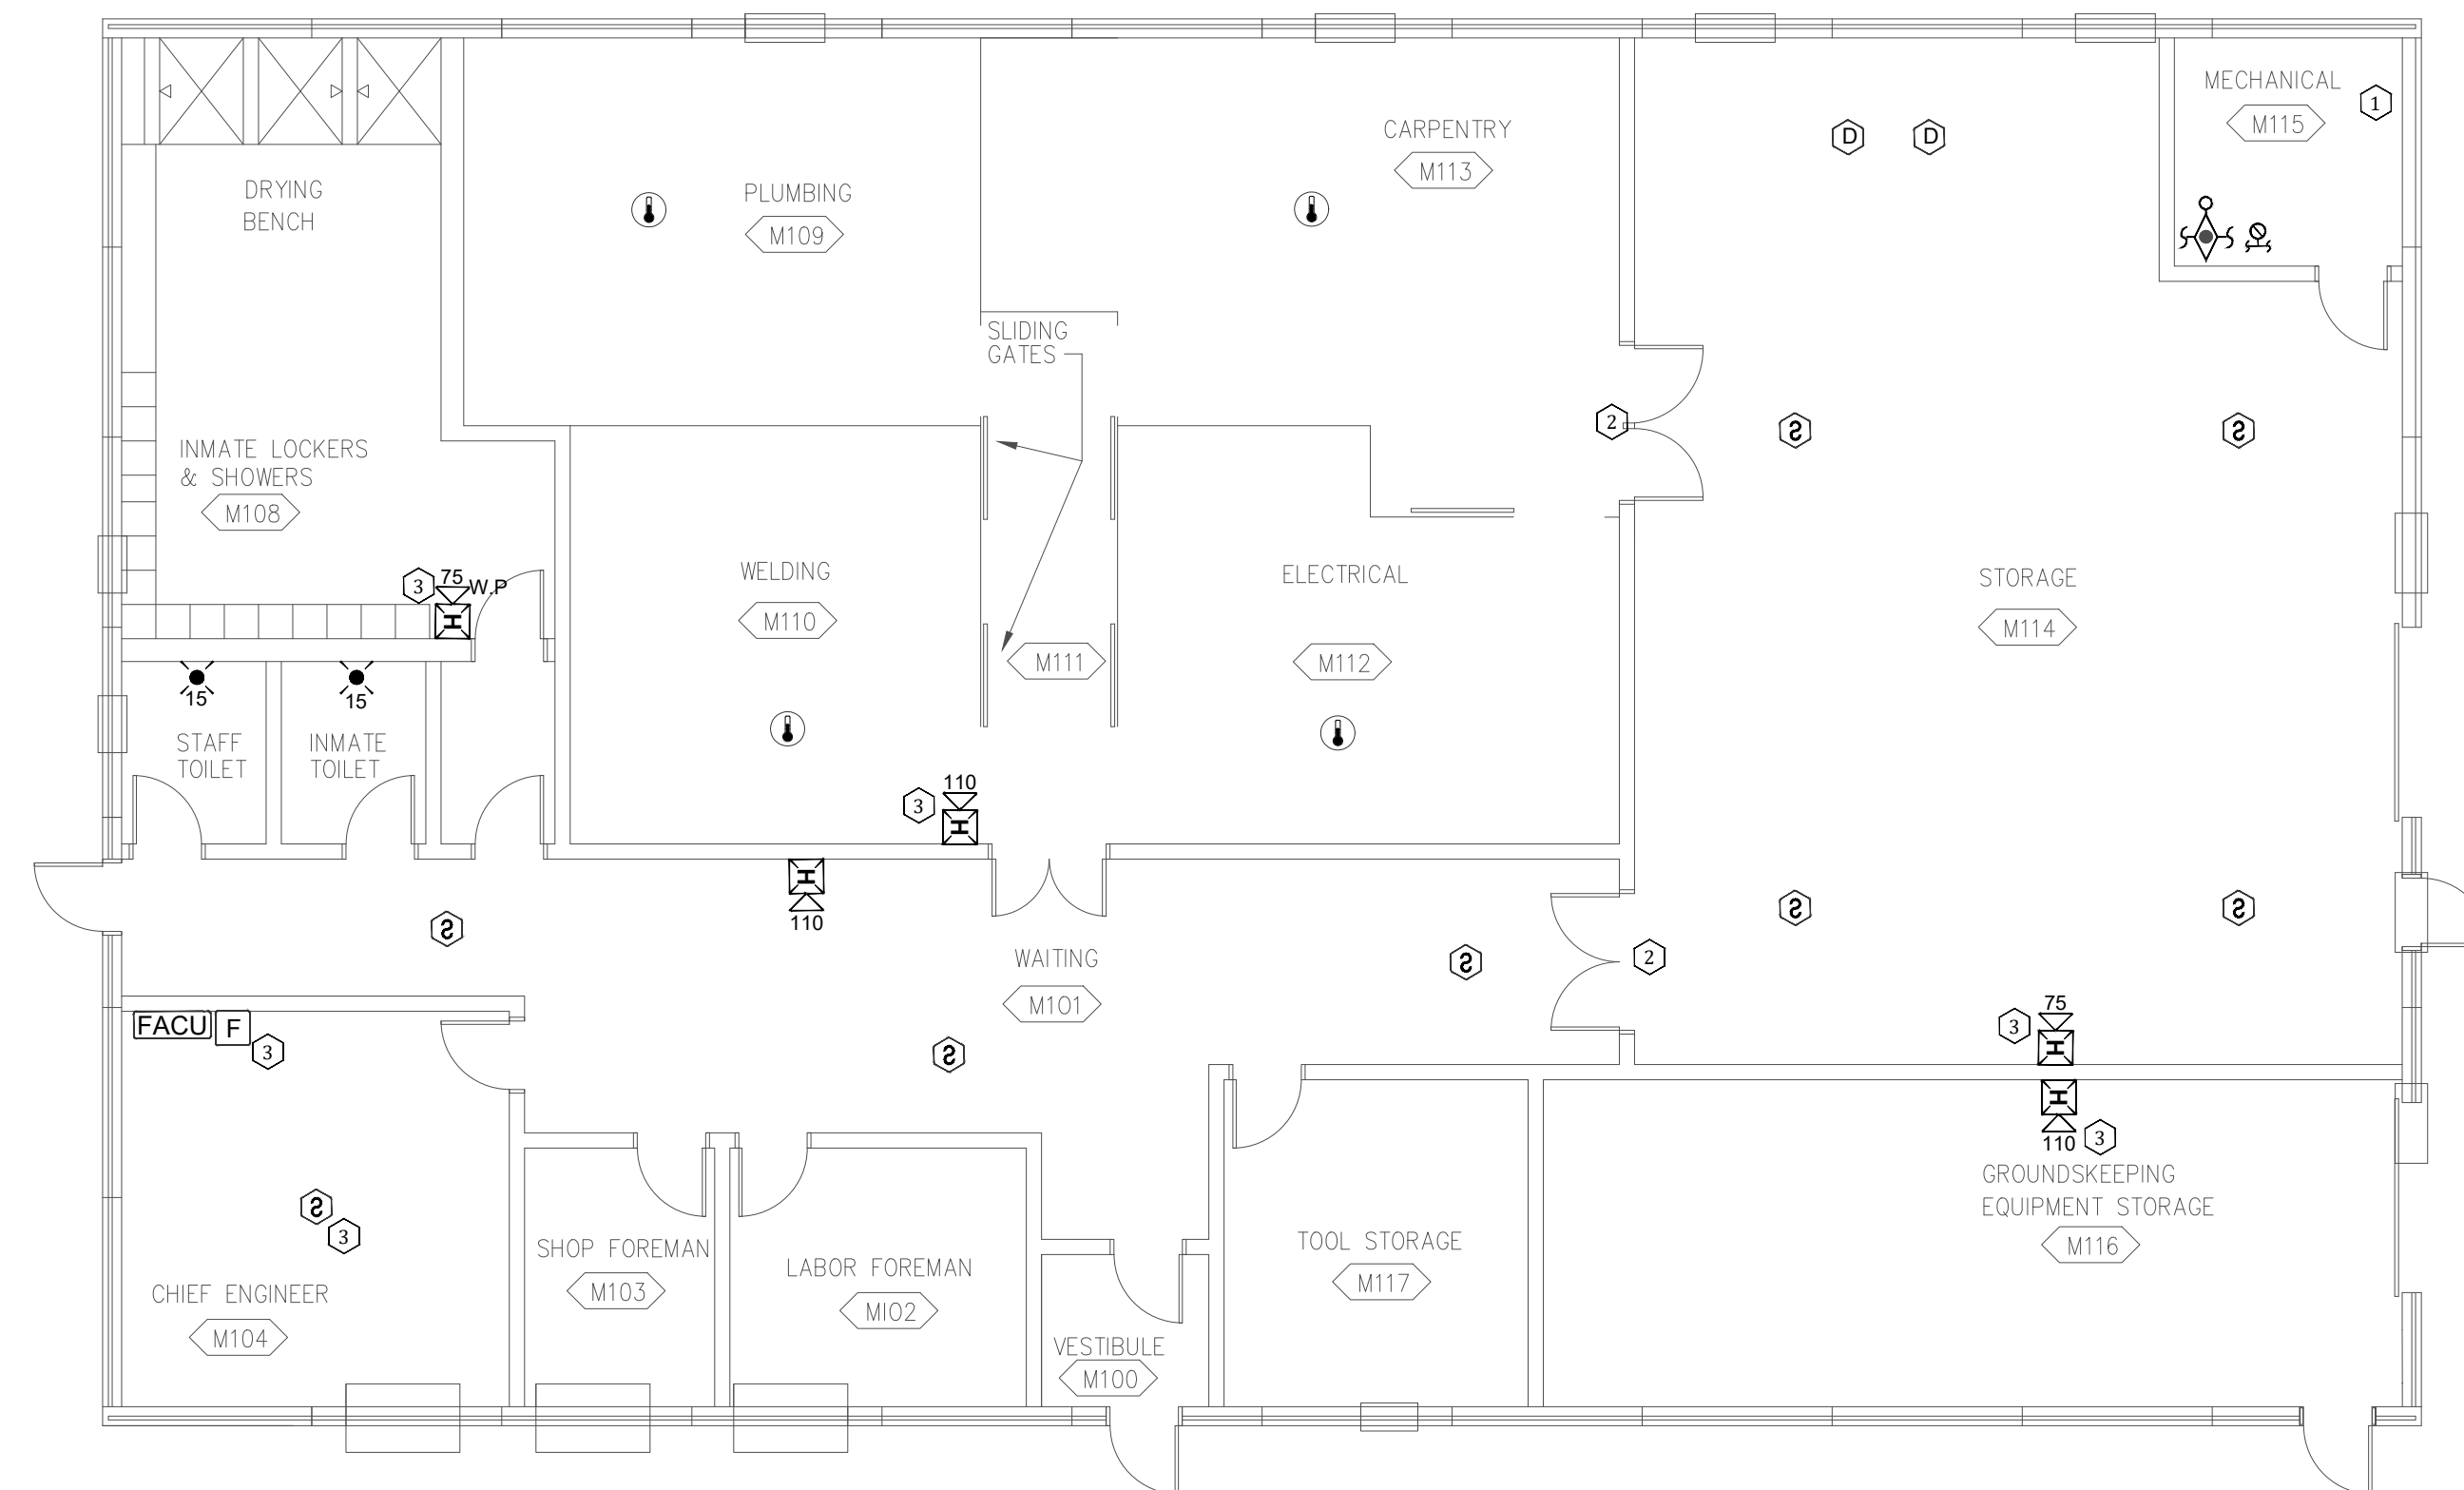 MECHANICAL
1
M115
CARPENTRY
M113
D
D
DRYING
BENCH
PLUMBING
M109
SLIDING
GATES
2
S
S
INMATE LOCKERS
& SHOWERS
M108
WELDING
M110
ELECTRICAL
M112
M111
STORAGE
M114
3
75
W.P
H
15
15
STAFF
TOILET
INMATE
TOILET
3
110
H
H
110
S
S
S
WAITING
M101
S
2
FACU
F
3
S
75
3
H
H
110
3
GROUNDSKEEPING
EQUIPMENT STORAGE
M116
S
3
CHIEF ENGINEER
M104
SHOP FOREMAN
M103
LABOR FOREMAN
MI02
VESTIBULE
M100
TOOL STORAGE
M117